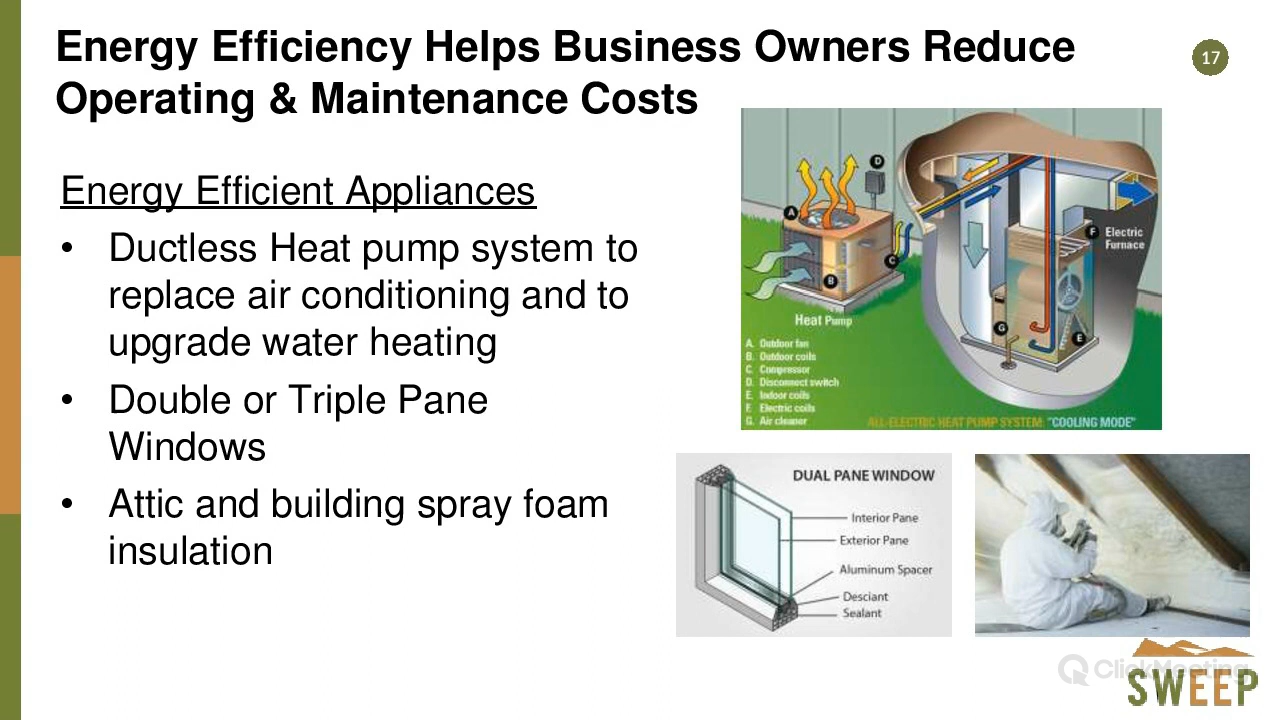 Energy Efficiency Helps Business Owners Reduce
Operating & Maintenance Costs
17
Energy Efficient Appliances
• Ductless Heat pump system to
replace air conditioning and to
upgrade water heating
• Double or Triple Pane
Windows
• Attic and building spray foam
insulation
A
B
C
D
E
F
G
Electric
Furnace
Heat Pump
A. Outdoor fan
B. Outdoor coils
C. Compressor
D. Disconnect switch
E. Indoor coils
F. Electric coils
G. Air cleaner
ALL-ELECTRIC HEAT PUMP SYSTEM: "COOLING MODE"
DUAL PANE WINDOW
Interior Pane
Exterior Pane
Aluminum Spacer
Desciant
Sealant
ClickMeeting
SWEEP